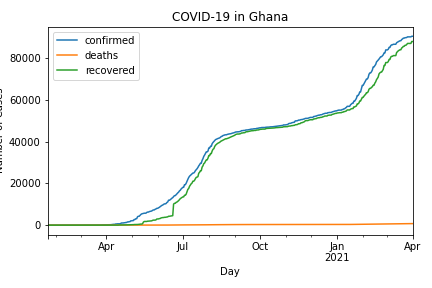 COVID-19 in Ghana
confirmed
deaths
recovered
80000
60000
40000
20000
0
Apr Jul Oct Jan Apr
2021
Day